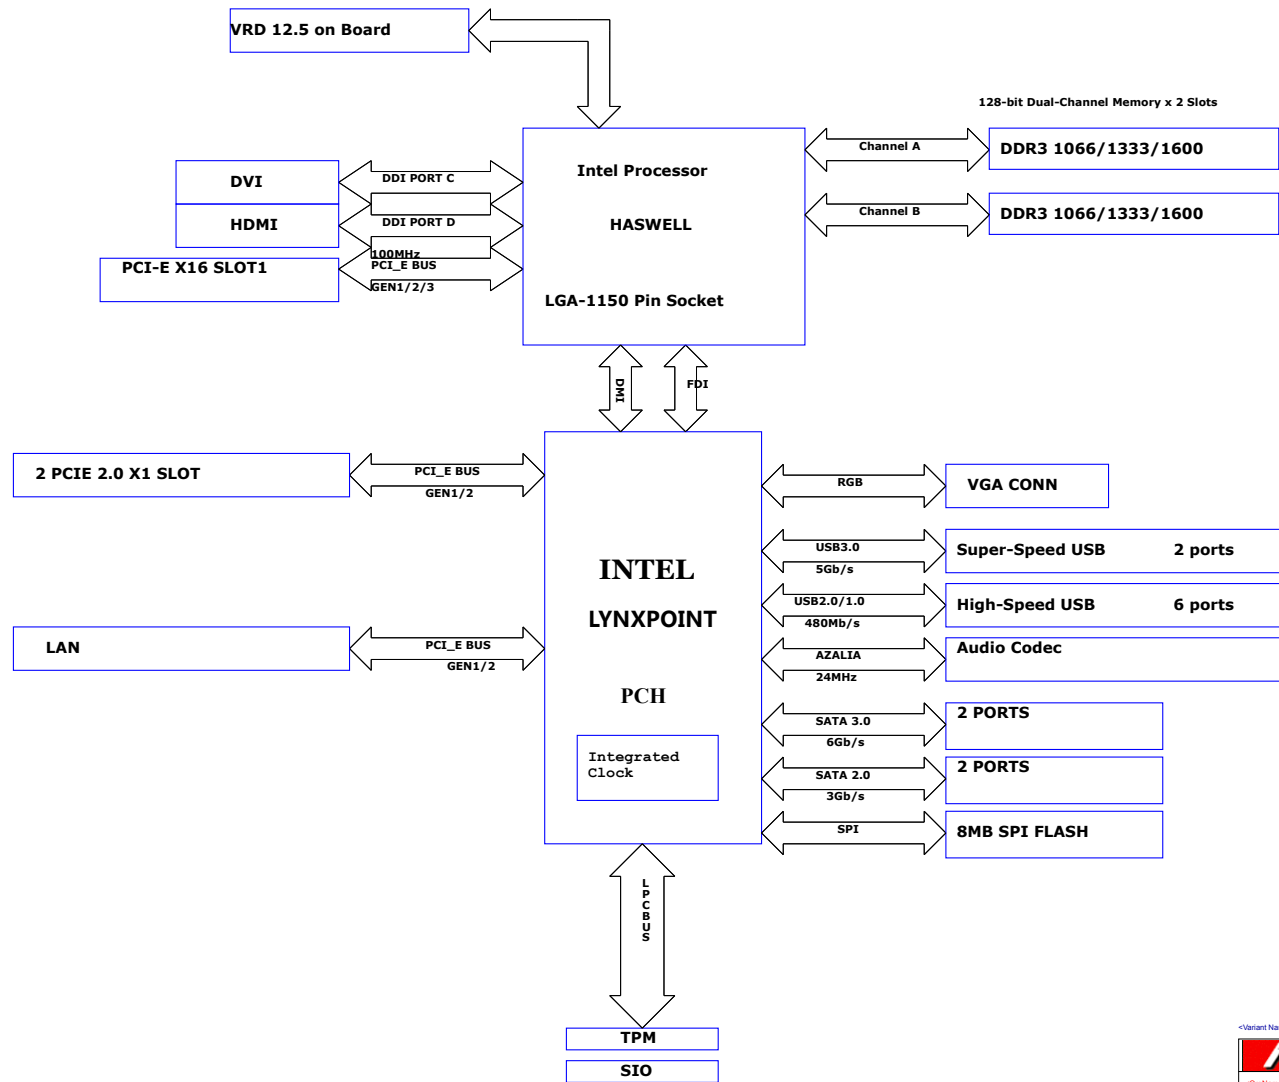 VRD 12.5 on Board
128-bit Dual-Channel Memory x 2 Slots
Channel A
DDR3 1066/1333/1600
Intel Processor
DVI
DDI PORT C
HASWELL
Channel B
DDR3 1066/1333/1600
HDMI
DDI PORT D
100MHz
PCI-E X16 SLOT1
PCI_E BUS
GEN1/2/3
LGA-1150 Pin Socket
DMI
FDI
2 PCIE 2.0 X1 SLOT
PCI_E BUS
GEN1/2
RGB
VGA CONN
USB3.0
5Gb/s
Super-Speed USB 2 ports
INTEL
LYNXPOINT
USB2.0/1.0
480Mb/s
High-Speed USB 6 ports
LAN
PCI_E BUS
GEN1/2
AZALIA
24MHz
Audio Codec
PCH
SATA 3.0
6Gb/s
2 PORTS
Integrated
Clock
SATA 2.0
3Gb/s
2 PORTS
SPI
8MB SPI FLASH
LPCBUS
TPM
SIO
<Variant Na